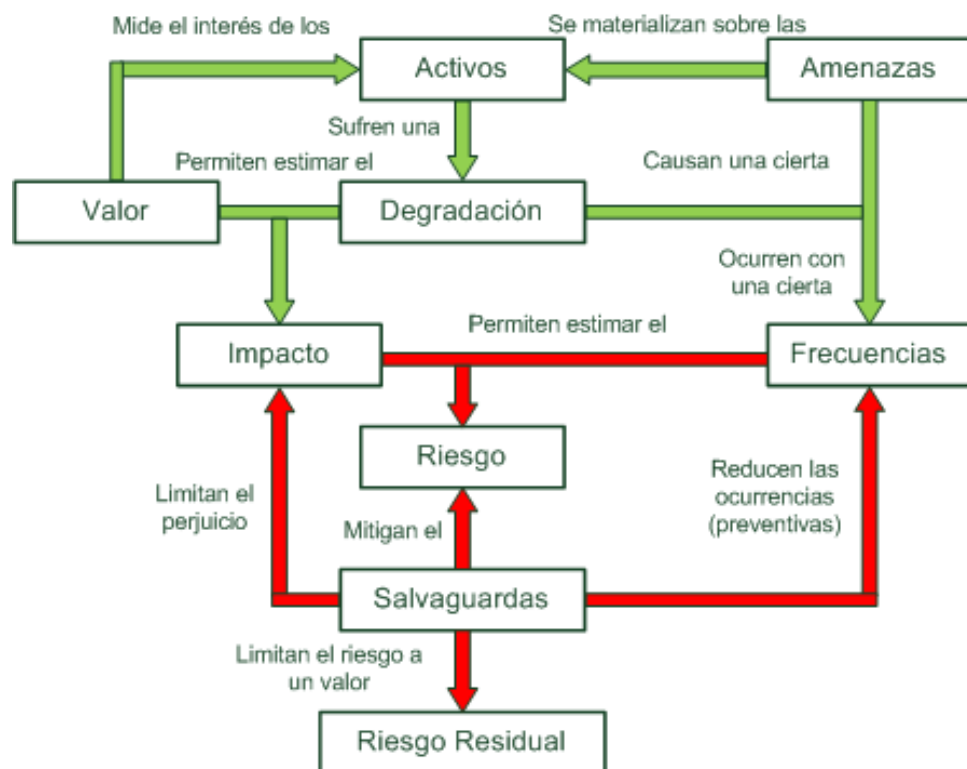 Mide el interés de los
Se materializan sobre las
Activos
Amenazas
Sufren una
Permiten estimar el
Causan una cierta
Valor
Degradación
Ocurren con
una cierta
Permiten estimar el
Impacto
Frecuencias
Riesgo
Limitan el
perjuicio
Mitigan el
Reducen las
ocurrencias
(preventivas)
Salvaguardas
Limitan el riesgo a
un valor
Riesgo Residual